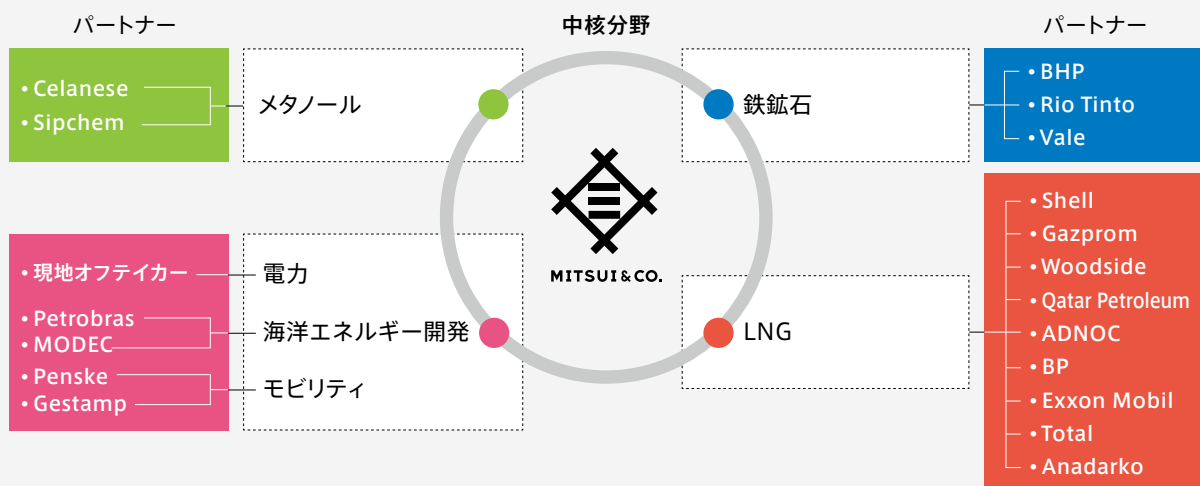 パートナー
中核分野
パートナー
• Celanese
• Sipchem
メタノール
鉄鉱石
• BHP
• Rio Tinto
• Vale
MITSUI & CO.
• 現地オフテイカー
電力
• Petrobras
• MODEC
海洋エネルギー開発
• Penske
• Gestamp
モビリティ
LNG
• Shell
• Gazprom
• Woodside
• Qatar Petroleum
• ADNOC
• BP
• Exxon Mobil
• Total
• Anadarko